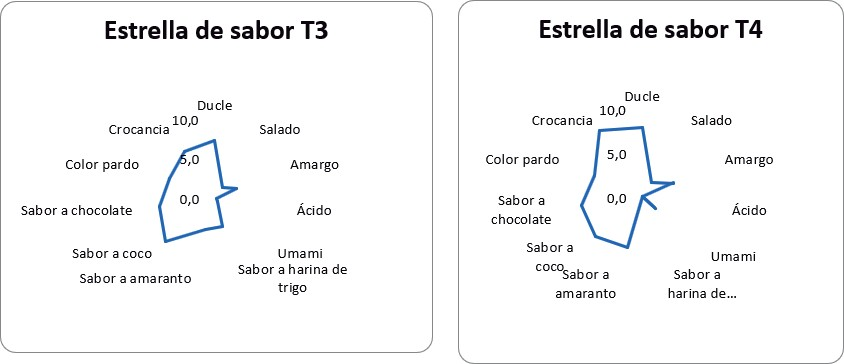 Estrella de sabor T3
Ducle
10,0
Crocancia
Salado
5,0
Color pardo
Amargo
0,0
Sabor a chocolate
Ácido
Sabor a coco
Umami
Sabor a amaranto
Sabor a harina de
trigo
Estrella de sabor T4
Ducle
10,0
Crocancia
Salado
5,0
Color pardo
Amargo
0,0
Sabor a
chocolate
Ácido
Sabor a
coco
Umami
Sabor a
amaranto
Sabor a
harina de…